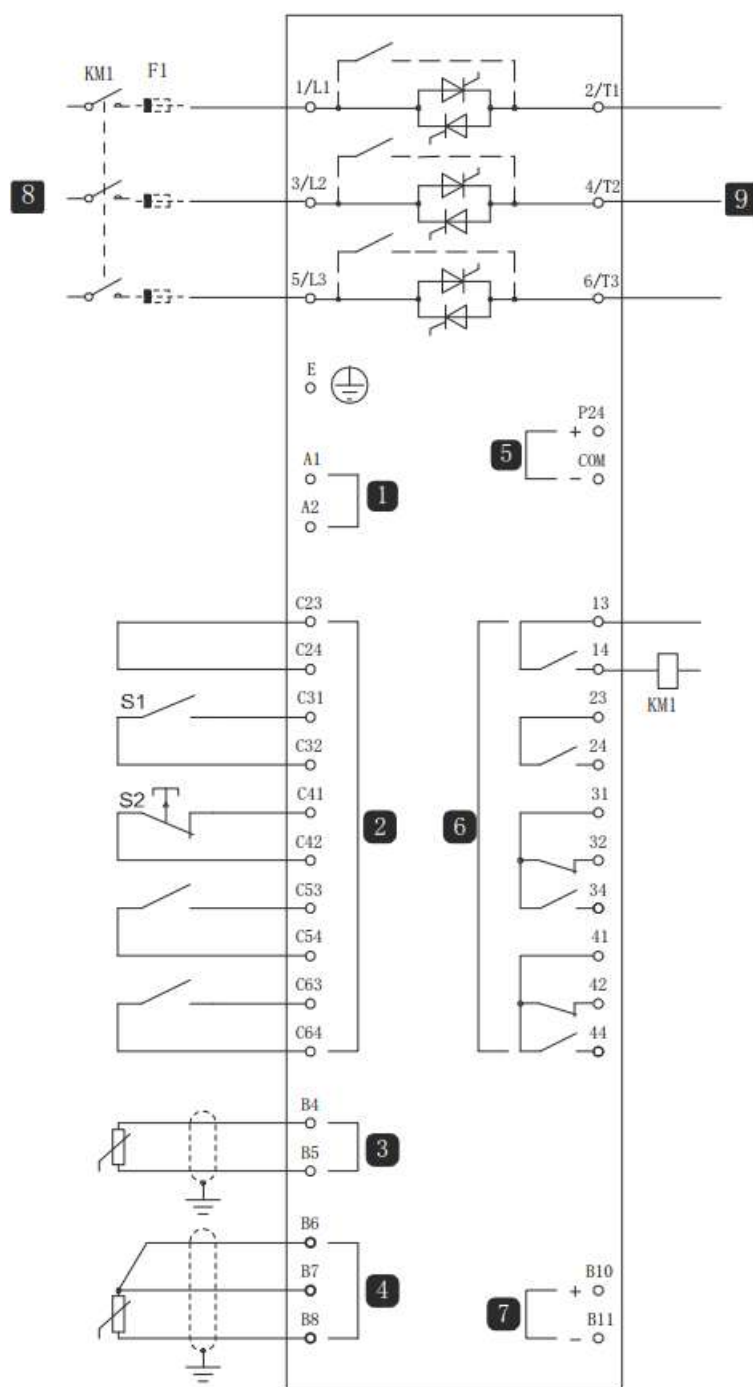 KM1 F1
1/L1 2/T1
8 3/L2 4/T2 9
5/L3 6/T3
E
P24
5 +
A1 COM
1 -
A2
C23 13
C24 14
S1 C31 23 KM1
C32 24
S2 C41 31
2 6
C42 32
C53 34
C54 41
C63 42
C64 44
B4
3
B5
B6
B7 B10
4 7 +
B8 B11
-